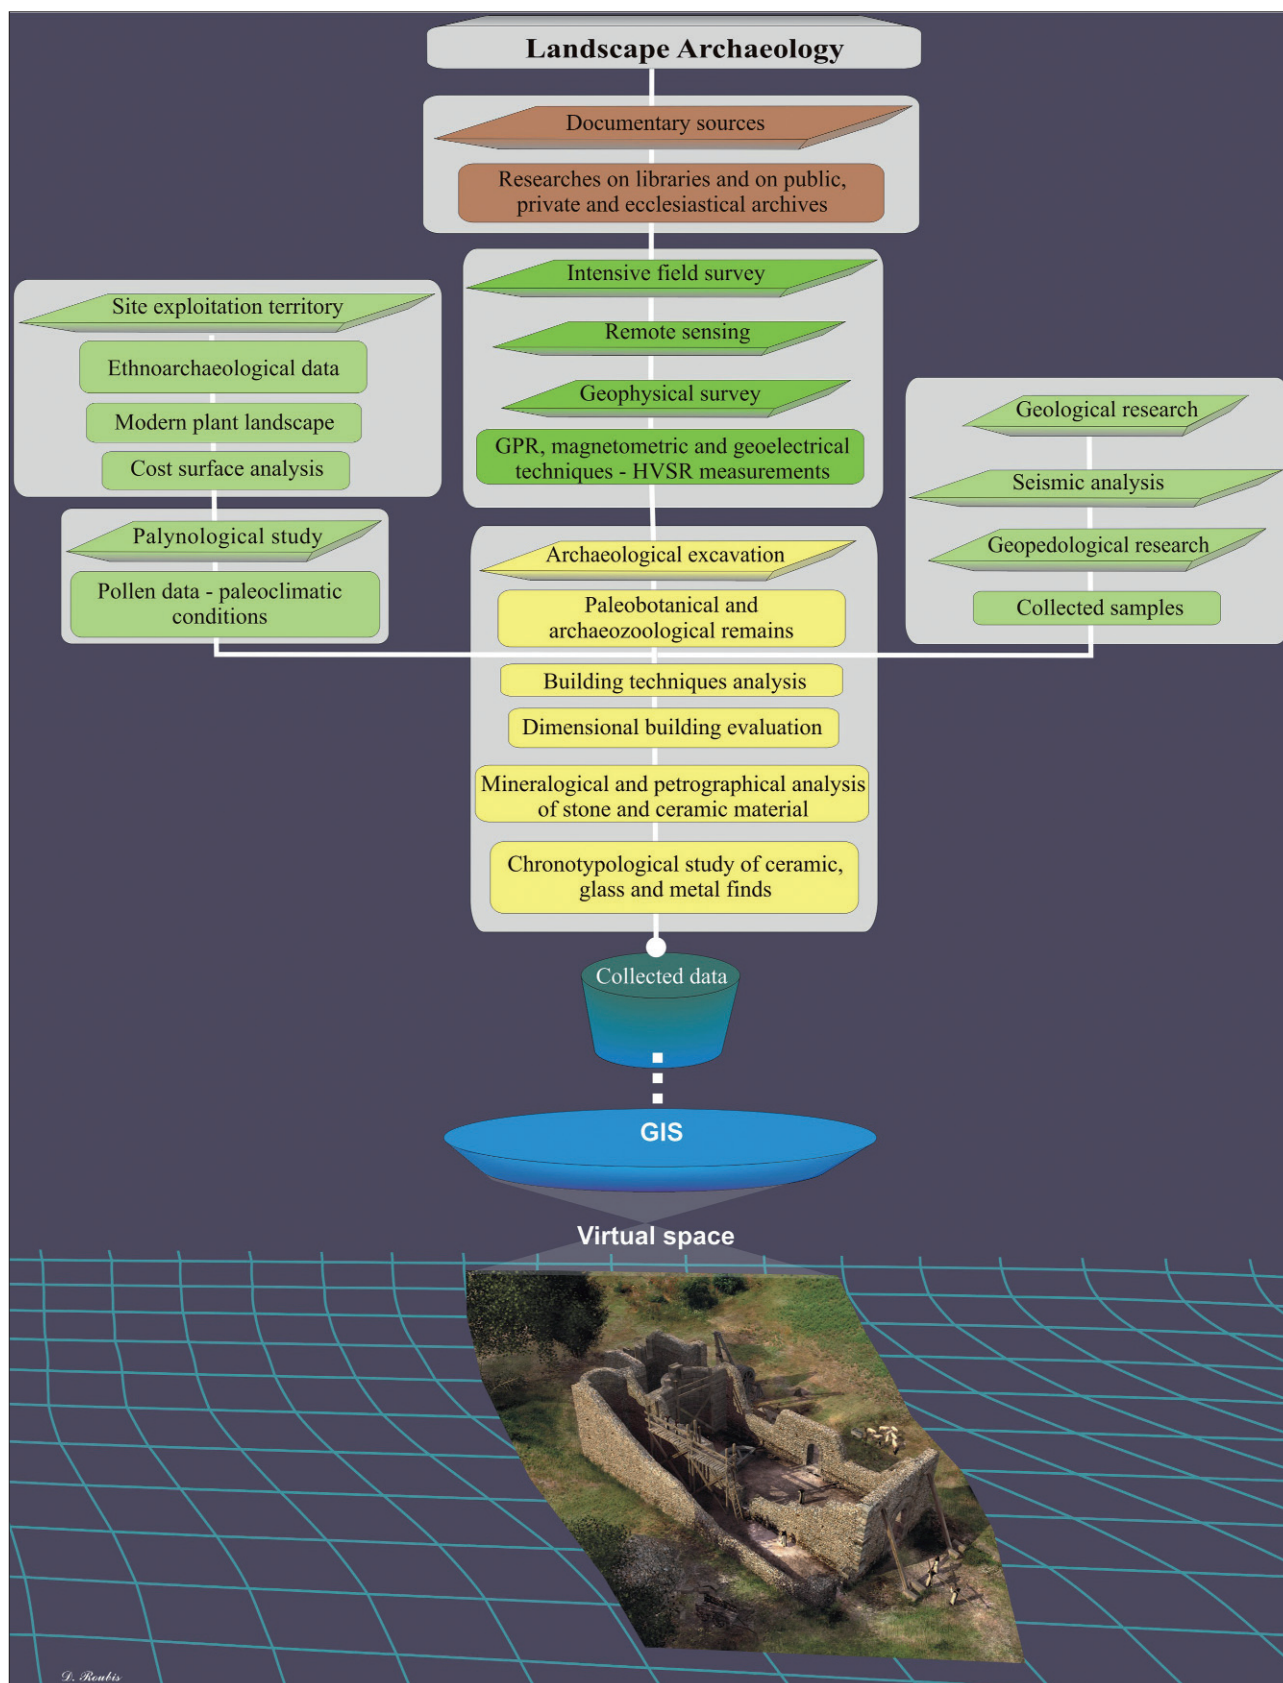 Landscape Archaeology
Documentary sources
Researches on libraries and on public,
private and ecclesiastical archives
Intensive field survey
Remote sensing
Geophysical survey
GPR, magnetometric and geoelectrical
techniques - HVSR measurements
Site exploitation territory
Ethnoarchaeological data
Modern plant landscape
Cost surface analysis
Palynological study
Pollen data - paleoclimatic
conditions
Geological research
Seismic analysis
Geopedological research
Collected samples
Archaeological excavation
Paleobotanical and
archaeozoological remains
Building techniques analysis
Dimensional building evaluation
Mineralogical and petrographical analysis
of stone and ceramic material
Chronotypological study of ceramic,
glass and metal finds
Collected data
GIS
Virtual space
D. Roubis